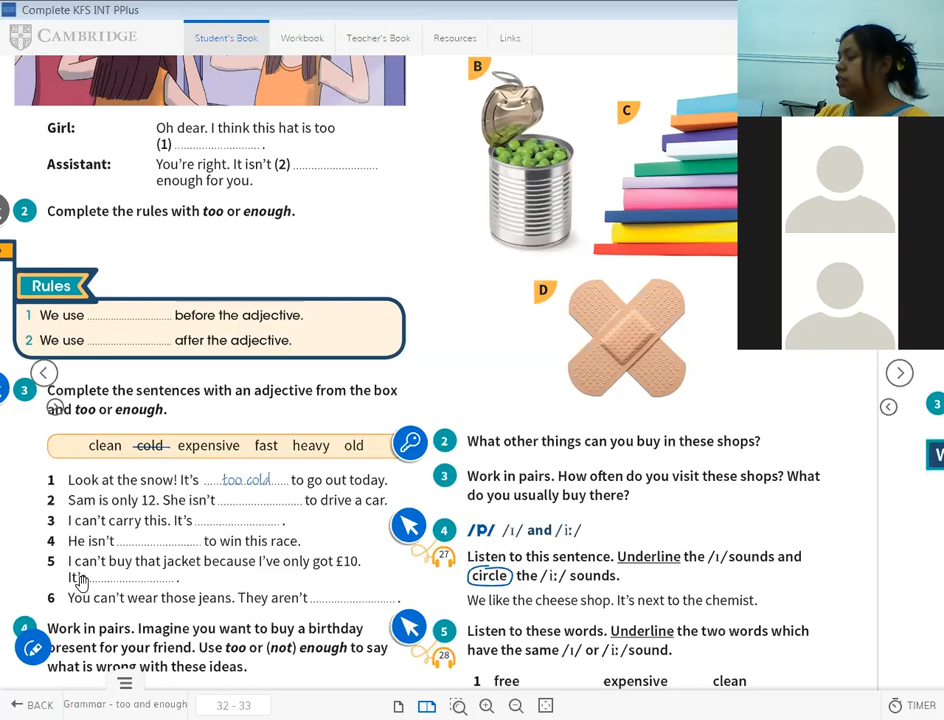 Complete KFS INT PPlus
CAMBRIDGE
Student's Book
Workbook
Teacher's Book
Resources
Links
Girl: Oh dear. I think this hat is too
(1) ............................ .
Assistant: You're right. It isn't (2) ............................
enough for you.
2 Complete the rules with too or enough.
Rules
1 We use ............................ before the adjective.
2 We use ............................ after the adjective.
3 Complete the sentences with an adjective from the box
and too or enough.
clean cold expensive fast heavy old
1 Look at the snow! It's ......too cold...... to go out today.
2 Sam is only 12. She isn't ............................ to drive a car.
3 I can't carry this. It's ............................ .
4 He isn't ............................ to win this race.
5 I can't buy that jacket because I've only got £10.
It's ............................ .
6 You can't wear those jeans. They aren't ............................ .
4 Work in pairs. Imagine you want to buy a birthday
present for your friend. Use too or (not) enough to say
what is wrong with these ideas.
B
C
D
2 What other things can you buy in these shops?
3 Work in pairs. How often do you visit these shops? What
do you usually buy there?
4 /P/ /ɪ/ and /iː/
27
Listen to this sentence. Underline the /ɪ/sounds and
circle the /iː/ sounds.
We like the cheese shop. It's next to the chemist.
5 Listen to these words. Underline the two words which
28
have the same /ɪ/ or /iː/sound.
1 free expensive clean
3
BACK
Grammar - too and enough
32 - 33
TIMER